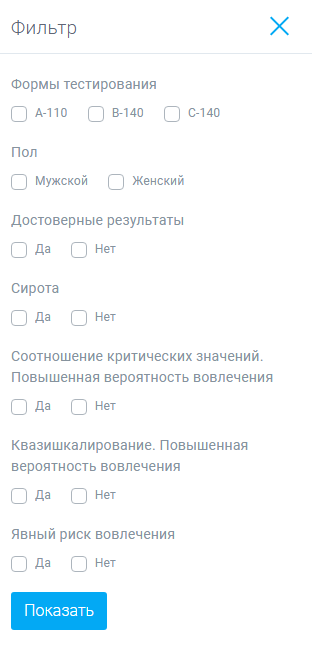 Фильтр
Формы тестирования
А-110 В-140 С-140
Пол
Мужской Женский
Достоверные результаты
Да Нет
Сирота
Да Нет
Соотношение критических значений.
Повышенная вероятность вовлечения
Да Нет
Квазишкалирование. Повышенная
вероятность вовлечения
Да Нет
Явный риск вовлечения
Да Нет
Показать